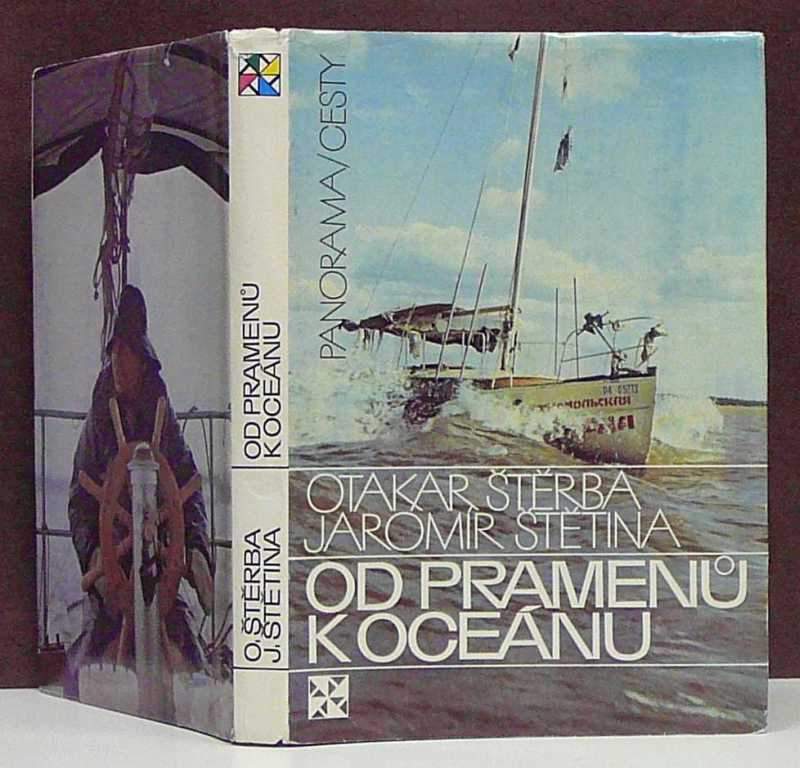 OD PRAMENŮ
K OCEÁNU
O. ŠTĚRBA
J. ŠTĚTINA
PANORAMA/CESTY
OTAKAR ŠTĚRBA
JAROMÍR ŠTĚTINA
OD PRAMENŮ
K OCEÁNU